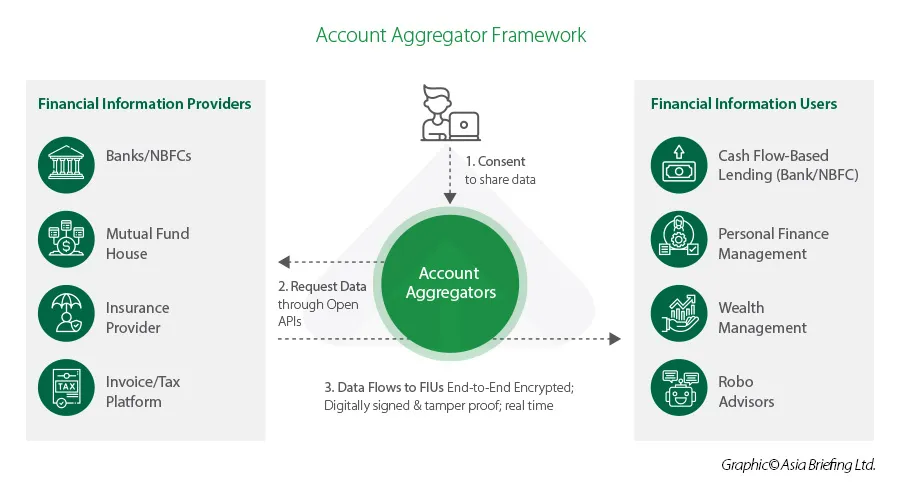 Account Aggregator Framework
Financial Information Providers
Banks/NBFCs
Mutual Fund
House
Insurance
Provider
TAX
Invoice/Tax
Platform
1. Consent
to share data
Account
Aggregators
2. Request Data
through Open
APIs
3. Data Flows to FIUs End-to-End Encrypted;
Digitally signed & tamper proof; real time
Financial Information Users
Cash Flow-Based
Lending (Bank/NBFC)
Personal Finance
Management
Wealth
Management
Robo
Advisors
Graphic© Asia Briefing Ltd.